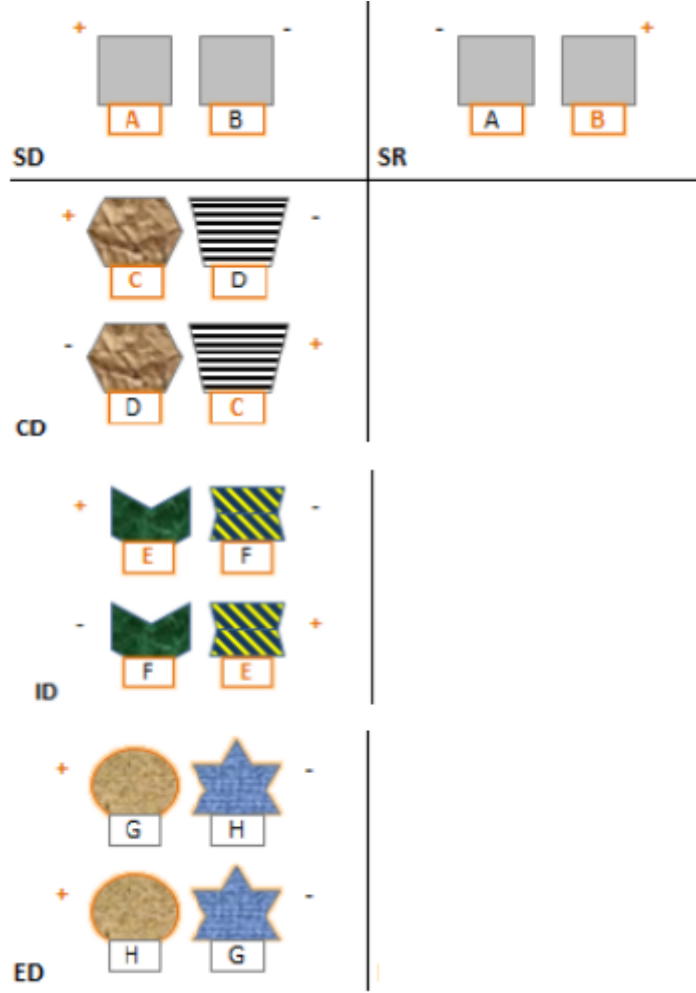 + - - +
A B A B
SD SR
+ -
C D
- +
D C
CD
+ -
E F
- +
F E
ID
+ -
G H
+ -
H G
ED